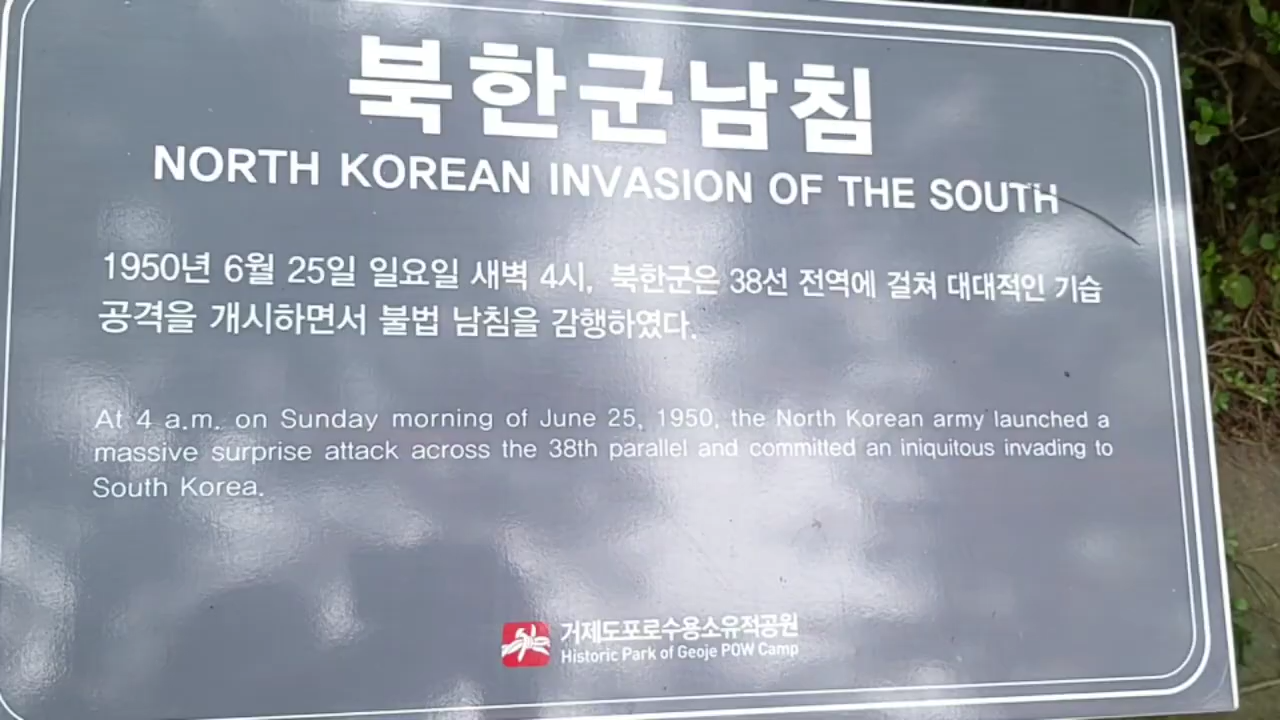 북한군남침
NORTH KOREAN INVASION OF THE SOUTH
1950년 6월 25일 일요일 새벽 4시, 북한군은 38선 전역에 걸쳐 대대적인 기습
공격을 개시하면서 불법 남침을 감행하였다.
At 4 a.m. on Sunday morning of June 25, 1950, the North Korean army launched a
massive surprise attack across the 38th parallel and committed an iniquitous invading to
South Korea.
거제도포로수용소유적공원
Historic Park of Geoje POW Camp